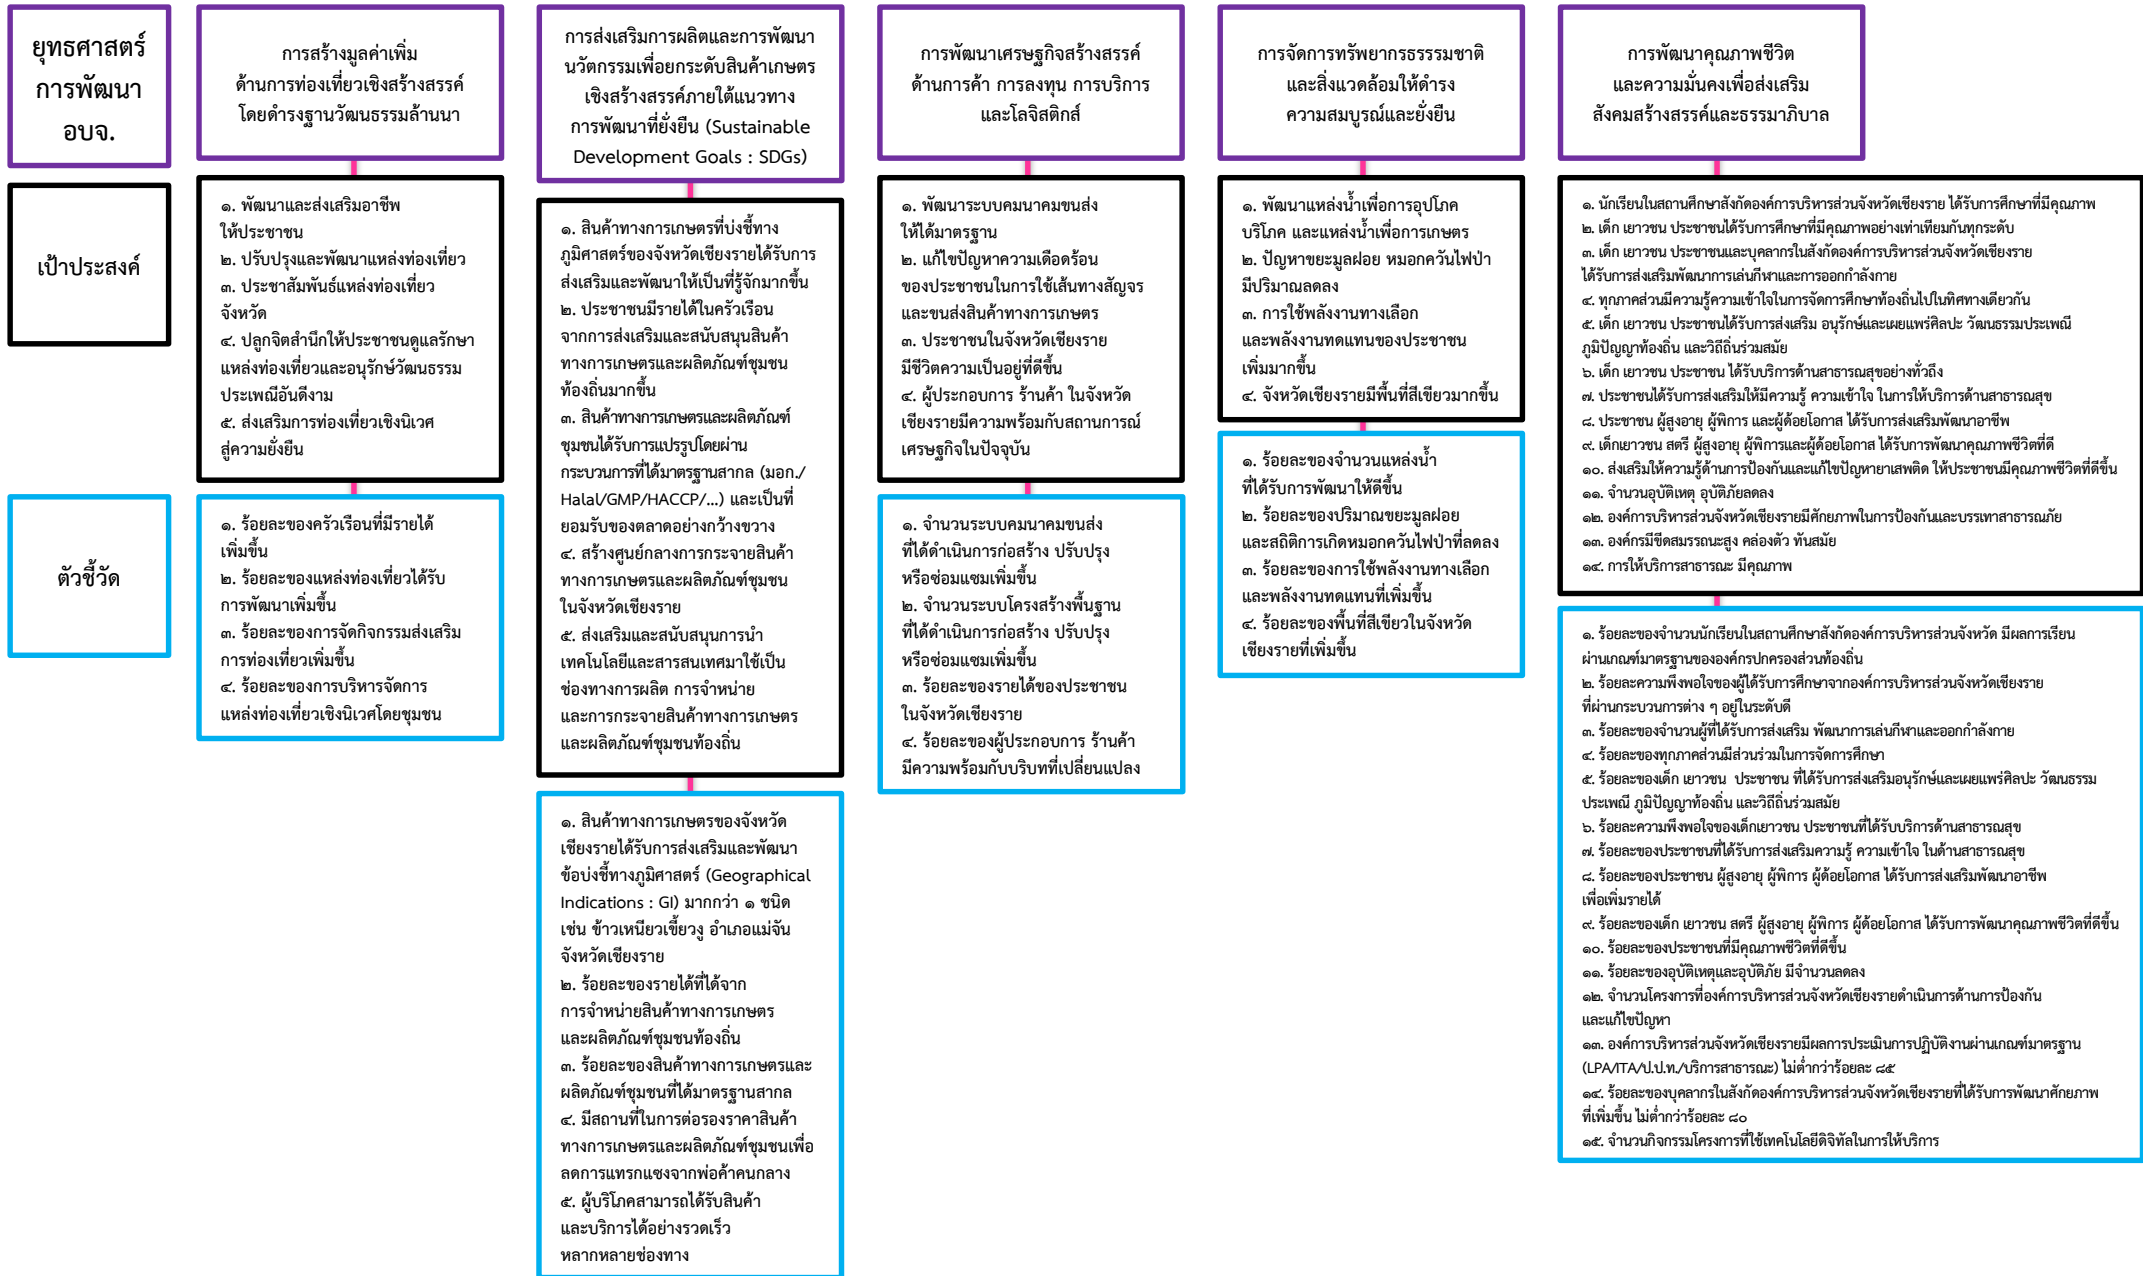 ยุทธศาสตร์
การพัฒนา
อบจ.
การสร้างมูลค่าเพิ่ม
ด้านการท่องเที่ยวเชิงสร้างสรรค์
โดยดำรงฐานวัฒนธรรมล้านนา
การส่งเสริมการผลิตและการพัฒนา
นวัตกรรมเพื่อยกระดับสินค้าเกษตร
เชิงสร้างสรรค์ภายใต้แนวทาง
การพัฒนาที่ยั่งยืน (Sustainable
Development Goals : SDGs)
การพัฒนาเศรษฐกิจสร้างสรรค์
ด้านการค้า การลงทุน การบริการ
และโลจิสติกส์
การจัดการทรัพยากรธรรรมชาติ
และสิ่งแวดล้อมให้ดำรง
ความสมบูรณ์และยั่งยืน
การพัฒนาคุณภาพชีวิต
และความมั่นคงเพื่อส่งเสริม
สังคมสร้างสรรค์และธรรมาภิบาล
เป้าประสงค์
๑. พัฒนาและส่งเสริมอาชีพ
ให้ประชาชน
๒. ปรับปรุงและพัฒนาแหล่งท่องเที่ยว
๓. ประชาสัมพันธ์แหล่งท่องเที่ยว
จังหวัด
๔. ปลูกจิตสำนึกให้ประชาชนดูแลรักษา
แหล่งท่องเที่ยวและอนุรักษ์วัฒนธรรม
ประเพณีอันดีงาม
๕. ส่งเสริมการท่องเที่ยวเชิงนิเวศ
สู่ความยั่งยืน
๑. สินค้าทางการเกษตรที่บ่งชี้ทาง
ภูมิศาสตร์ของจังหวัดเชียงรายได้รับการ
ส่งเสริมและพัฒนาให้เป็นที่รู้จักมากขึ้น
๒. ประชาชนมีรายได้ในครัวเรือน
จากการส่งเสริมและสนับสนุนสินค้า
ทางการเกษตรและผลิตภัณฑ์ชุมชน
ท้องถิ่นมากขึ้น
๓. สินค้าทางการเกษตรและผลิตภัณฑ์
ชุมชนได้รับการแปรรูปโดยผ่าน
กระบวนการที่ได้มาตรฐานสากล (มอก./
Halal/GMP/HACCP/...) และเป็นที่
ยอมรับของตลาดอย่างกว้างขวาง
๔. สร้างศูนย์กลางการกระจายสินค้า
ทางการเกษตรและผลิตภัณฑ์ชุมชน
ในจังหวัดเชียงราย
๕. ส่งเสริมและสนับสนุนการนำ
เทคโนโลยีและสารสนเทศมาใช้เป็น
ช่องทางการผลิต การจำหน่าย
และการกระจายสินค้าทางการเกษตร
และผลิตภัณฑ์ชุมชนท้องถิ่น
๑. พัฒนาระบบคมนาคมขนส่ง
ให้ได้มาตรฐาน
๒. แก้ไขปัญหาความเดือดร้อน
ของประชาชนในการใช้เส้นทางสัญจร
และขนส่งสินค้าทางการเกษตร
๓. ประชาชนในจังหวัดเชียงราย
มีชีวิตความเป็นอยู่ที่ดีขึ้น
๔. ผู้ประกอบการ ร้านค้า ในจังหวัด
เชียงรายมีความพร้อมกับสถานการณ์
เศรษฐกิจในปัจจุบัน
๑. พัฒนาแหล่งน้ำเพื่อการอุปโภค
บริโภค และแหล่งน้ำเพื่อการเกษตร
๒. ปัญหาขยะมูลฝอย หมอกควันไฟป่า
มีปริมาณลดลง
๓. การใช้พลังงานทางเลือก
และพลังงานทดแทนของประชาชน
เพิ่มมากขึ้น
๔. จังหวัดเชียงรายมีพื้นที่สีเขียวมากขึ้น
๑. นักเรียนในสถานศึกษาสังกัดองค์การบริหารส่วนจังหวัดเชียงราย ได้รับการศึกษาที่มีคุณภาพ
๒. เด็ก เยาวชน ประชาชนได้รับการศึกษาที่มีคุณภาพอย่างเท่าเทียมกันทุกระดับ
๓. เด็ก เยาวชน ประชาชนและบุคลากรในสังกัดองค์การบริหารส่วนจังหวัดเชียงราย
ได้รับการส่งเสริมพัฒนาการเล่นกีฬาและการออกกำลังกาย
๔. ทุกภาคส่วนมีความรู้ความเข้าใจในการจัดการศึกษาท้องถิ่นไปในทิศทางเดียวกัน
๕. เด็ก เยาวชน ประชาชนได้รับการส่งเสริม อนุรักษ์และเผยแพร่ศิลปะ วัฒนธรรมประเพณี
ภูมิปัญญาท้องถิ่น และวิถีถิ่นร่วมสมัย
๖. เด็ก เยาวชน ประชาชน ได้รับบริการด้านสาธารณสุขอย่างทั่วถึง
๗. ประชาชนได้รับการส่งเสริมให้มีความรู้ ความเข้าใจ ในการให้บริการด้านสาธารณสุข
๘. ประชาชน ผู้สูงอายุ ผู้พิการ และผู้ด้อยโอกาส ได้รับการส่งเสริมพัฒนาอาชีพ
๙. เด็กเยาวชน สตรี ผู้สูงอายุ ผู้พิการและผู้ด้อยโอกาส ได้รับการพัฒนาคุณภาพชีวิตที่ดี
๑๐. ส่งเสริมให้ความรู้ด้านการป้องกันและแก้ไขปัญหายาเสพติด ให้ประชาชนมีคุณภาพชีวิตที่ดีขึ้น
๑๑. จำนวนอุบัติเหตุ อุบัติภัยลดลง
๑๒. องค์การบริหารส่วนจังหวัดเชียงรายมีศักยภาพในการป้องกันและบรรเทาสาธารณภัย
๑๓. องค์กรมีขีดสมรรถนะสูง คล่องตัว ทันสมัย
๑๔. การให้บริการสาธารณะ มีคุณภาพ
ตัวชี้วัด
๑. ร้อยละของครัวเรือนที่มีรายได้
เพิ่มขึ้น
๒. ร้อยละของแหล่งท่องเที่ยวได้รับ
การพัฒนาเพิ่มขึ้น
๓. ร้อยละของการจัดกิจกรรมส่งเสริม
การท่องเที่ยวเพิ่มขึ้น
๔. ร้อยละของการบริหารจัดการ
แหล่งท่องเที่ยวเชิงนิเวศโดยชุมชน
๑. สินค้าทางการเกษตรของจังหวัด
เชียงรายได้รับการส่งเสริมและพัฒนา
ข้อบ่งชี้ทางภูมิศาสตร์ (Geographical
Indications : GI) มากกว่า ๑ ชนิด
เช่น ข้าวเหนียวเขี้ยวงู อำเภอแม่จัน
จังหวัดเชียงราย
๒. ร้อยละของรายได้ที่ได้จาก
การจำหน่ายสินค้าทางการเกษตร
และผลิตภัณฑ์ชุมชนท้องถิ่น
๓. ร้อยละของสินค้าทางการเกษตรและ
ผลิตภัณฑ์ชุมชนที่ได้มาตรฐานสากล
๔. มีสถานที่ในการต่อรองราคาสินค้า
ทางการเกษตรและผลิตภัณฑ์ชุมชนเพื่อ
ลดการแทรกแซงจากพ่อค้าคนกลาง
๕. ผู้บริโภคสามารถได้รับสินค้า
และบริการได้อย่างรวดเร็ว
หลากหลายช่องทาง
๑. จำนวนระบบคมนาคมขนส่ง
ที่ได้ดำเนินการก่อสร้าง ปรับปรุง
หรือซ่อมแซมเพิ่มขึ้น
๒. จำนวนระบบโครงสร้างพื้นฐาน
ที่ได้ดำเนินการก่อสร้าง ปรับปรุง
หรือซ่อมแซมเพิ่มขึ้น
๓. ร้อยละของรายได้ของประชาชน
ในจังหวัดเชียงราย
๔. ร้อยละของผู้ประกอบการ ร้านค้า
มีความพร้อมกับบริบทที่เปลี่ยนแปลง
๑. ร้อยละของจำนวนแหล่งน้ำ
ที่ได้รับการพัฒนาให้ดีขึ้น
๒. ร้อยละของปริมาณขยะมูลฝอย
และสถิติการเกิดหมอกควันไฟป่าที่ลดลง
๓. ร้อยละของการใช้พลังงานทางเลือก
และพลังงานทดแทนที่เพิ่มขึ้น
๔. ร้อยละของพื้นที่สีเขียวในจังหวัด
เชียงรายที่เพิ่มขึ้น
๑. ร้อยละของจำนวนนักเรียนในสถานศึกษาสังกัดองค์การบริหารส่วนจังหวัด มีผลการเรียน
ผ่านเกณฑ์มาตรฐานขององค์กรปกครองส่วนท้องถิ่น
๒. ร้อยละความพึงพอใจของผู้ได้รับการศึกษาจากองค์การบริหารส่วนจังหวัดเชียงราย
ที่ผ่านกระบวนการต่าง ๆ อยู่ในระดับดี
๓. ร้อยละของจำนวนผู้ที่ได้รับการส่งเสริม พัฒนาการเล่นกีฬาและออกกำลังกาย
๔. ร้อยละของทุกภาคส่วนมีส่วนร่วมในการจัดการศึกษา
๕. ร้อยละของเด็ก เยาวชน ประชาชน ที่ได้รับการส่งเสริมอนุรักษ์และเผยแพร่ศิลปะ วัฒนธรรม
ประเพณี ภูมิปัญญาท้องถิ่น และวิถีถิ่นร่วมสมัย
๖. ร้อยละความพึงพอใจของเด็กเยาวชน ประชาชนที่ได้รับบริการด้านสาธารณสุข
๗. ร้อยละของประชาชนที่ได้รับการส่งเสริมความรู้ ความเข้าใจ ในด้านสาธารณสุข
๘. ร้อยละของประชาชน ผู้สูงอายุ ผู้พิการ ผู้ด้อยโอกาส ได้รับการส่งเสริมพัฒนาอาชีพ
เพื่อเพิ่มรายได้
๙. ร้อยละของเด็ก เยาวชน สตรี ผู้สูงอายุ ผู้พิการ ผู้ด้อยโอกาส ได้รับการพัฒนาคุณภาพชีวิตที่ดีขึ้น
๑๐. ร้อยละของประชาชนที่มีคุณภาพชีวิตที่ดีขึ้น
๑๑. ร้อยละของอุบัติเหตุและอุบัติภัย มีจำนวนลดลง
๑๒. จำนวนโครงการที่องค์การบริหารส่วนจังหวัดเชียงรายดำเนินการด้านการป้องกัน
และแก้ไขปัญหา
๑๓. องค์การบริหารส่วนจังหวัดเชียงรายมีผลการประเมินการปฏิบัติงานผ่านเกณฑ์มาตรฐาน
(LPA/ITA/ป.ป.ท./บริการสาธารณะ) ไม่ต่ำกว่าร้อยละ ๘๕
๑๔. ร้อยละของบุคลากรในสังกัดองค์การบริหารส่วนจังหวัดเชียงรายที่ได้รับการพัฒนาศักยภาพ
ที่เพิ่มขึ้น ไม่ต่ำกว่าร้อยละ ๘๐
๑๕. จำนวนกิจกรรมโครงการที่ใช้เทคโนโลยีดิจิทัลในการให้บริการ